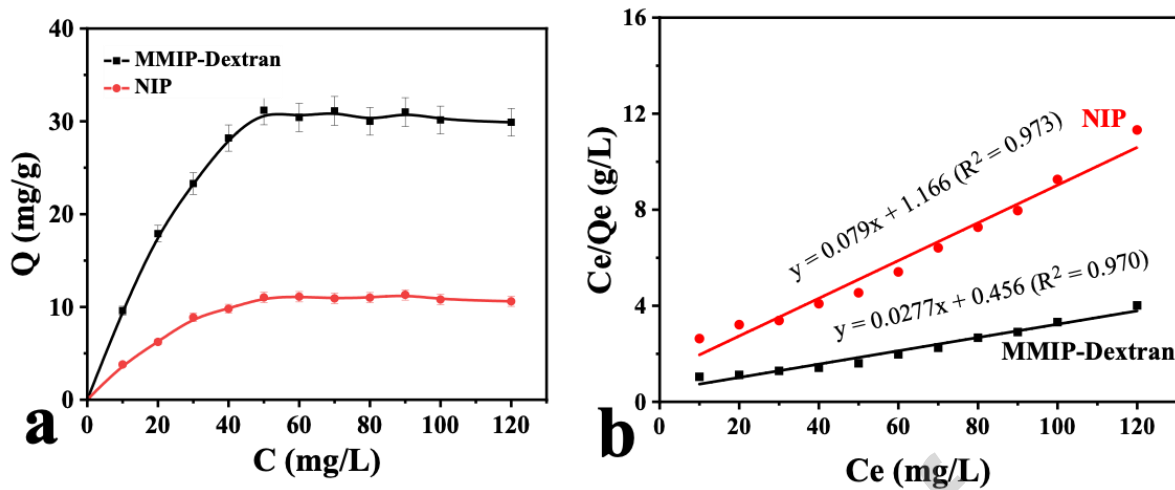 40
30
20
10
0
Q (mg/g)
MMIP-Dextran
NIP
0 20 40 60 80 100 120
C (mg/L)
a
16
12
8
4
0
Ce/Qe (g/L)
NIP
y = 0.079x + 1.166 (R² = 0.973)
y = 0.0277x + 0.456 (R² = 0.970)
MMIP-Dextran
20 40 60 80 100 120
Ce (mg/L)
b